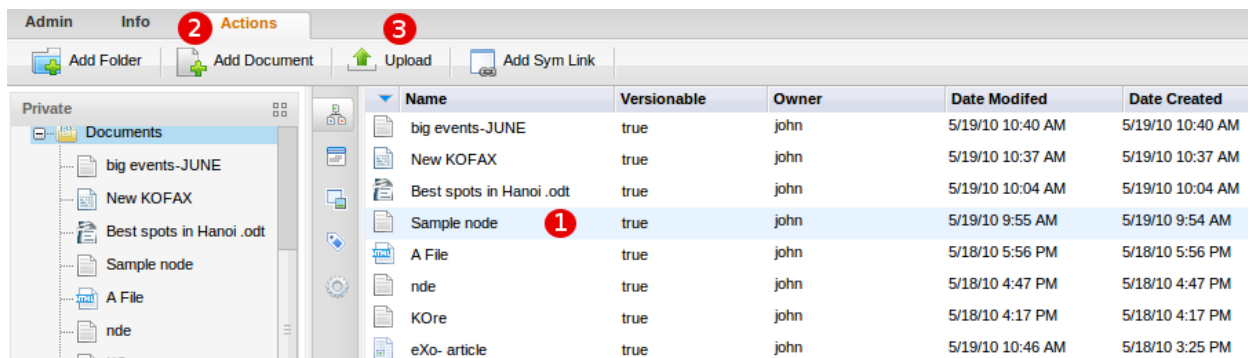 Admin Info Actions
2 3
Add Folder Add Document Upload Add Sym Link
Private
Documents
big events-JUNE
New KOFAX
Best spots in Hanoi .odt
Sample node
A File
nde
Name Versionable Owner Date Modifed Date Created
big events-JUNE true john 5/19/10 10:40 AM 5/19/10 10:40 AM
New KOFAX true john 5/19/10 10:37 AM 5/19/10 10:37 AM
Best spots in Hanoi .odt true john 5/19/10 10:04 AM 5/19/10 10:04 AM
Sample node 1 true john 5/19/10 9:55 AM 5/19/10 9:54 AM
A File true john 5/18/10 5:56 PM 5/18/10 5:56 PM
nde true john 5/18/10 4:47 PM 5/18/10 4:47 PM
KOre true john 5/18/10 4:17 PM 5/18/10 4:17 PM
eXo- article true john 5/19/10 10:46 AM 5/18/10 3:25 PM